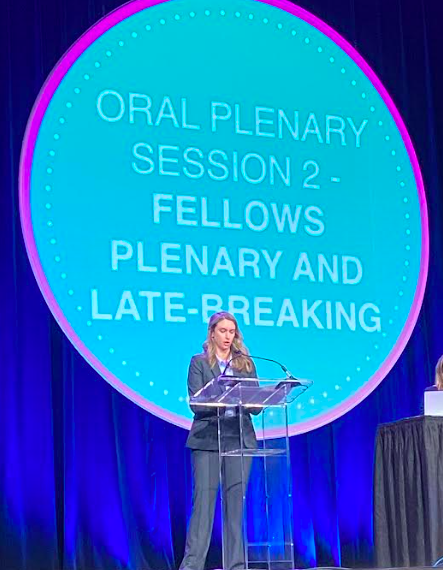 ORAL PLENARY
SESSION 2 -
FELLOWS
PLENARY AND
LATE-BREAKING